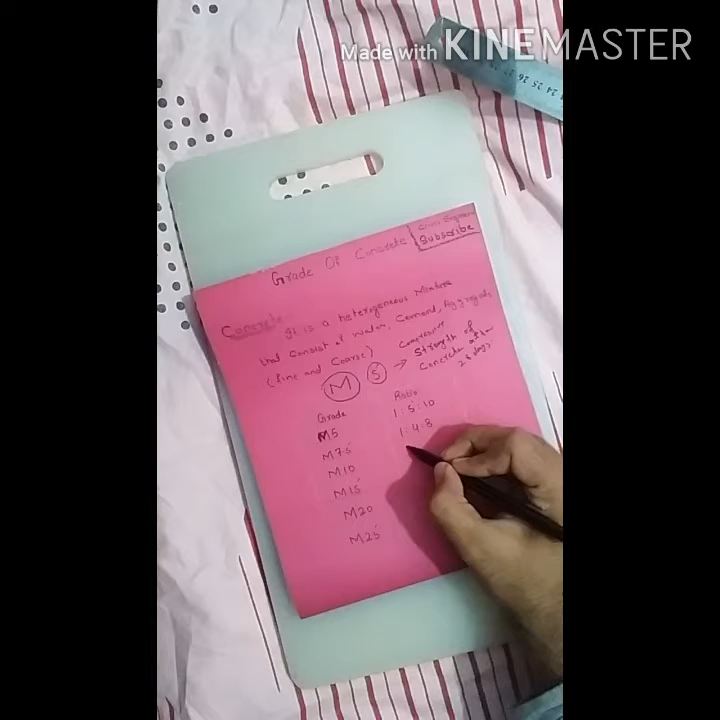 Made with KINEMASTER
Grade Of Concrete
Subscribe
Concrete It is a heterogeneous Mixture
that Consist of Water, Cement, Aggregate
(fine and Coarse)
M 5 → Compressive Strength of
Concrete after
28 days
Grade Ratio
M5 1:5:10
M7.5 1:4:8
M10
M15
M20
M25